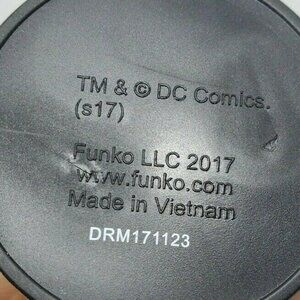 TM & © DC Comics.
(s17)
Funko LLC 2017
www.funko.com
Made in Vietnam
DRM171123